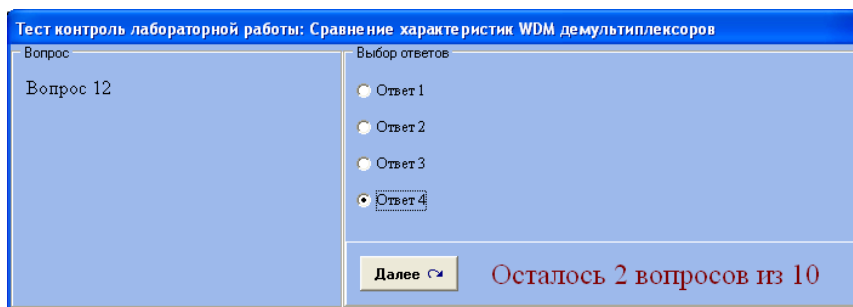 Тест контроль лабораторной работы: Сравнение характеристик WDM демультиплексоров
Вопрос
Вопрос 12
Выбор ответов
Ответ 1
Ответ 2
Ответ 3
Ответ 4
Далее
Осталось 2 вопросов из 10